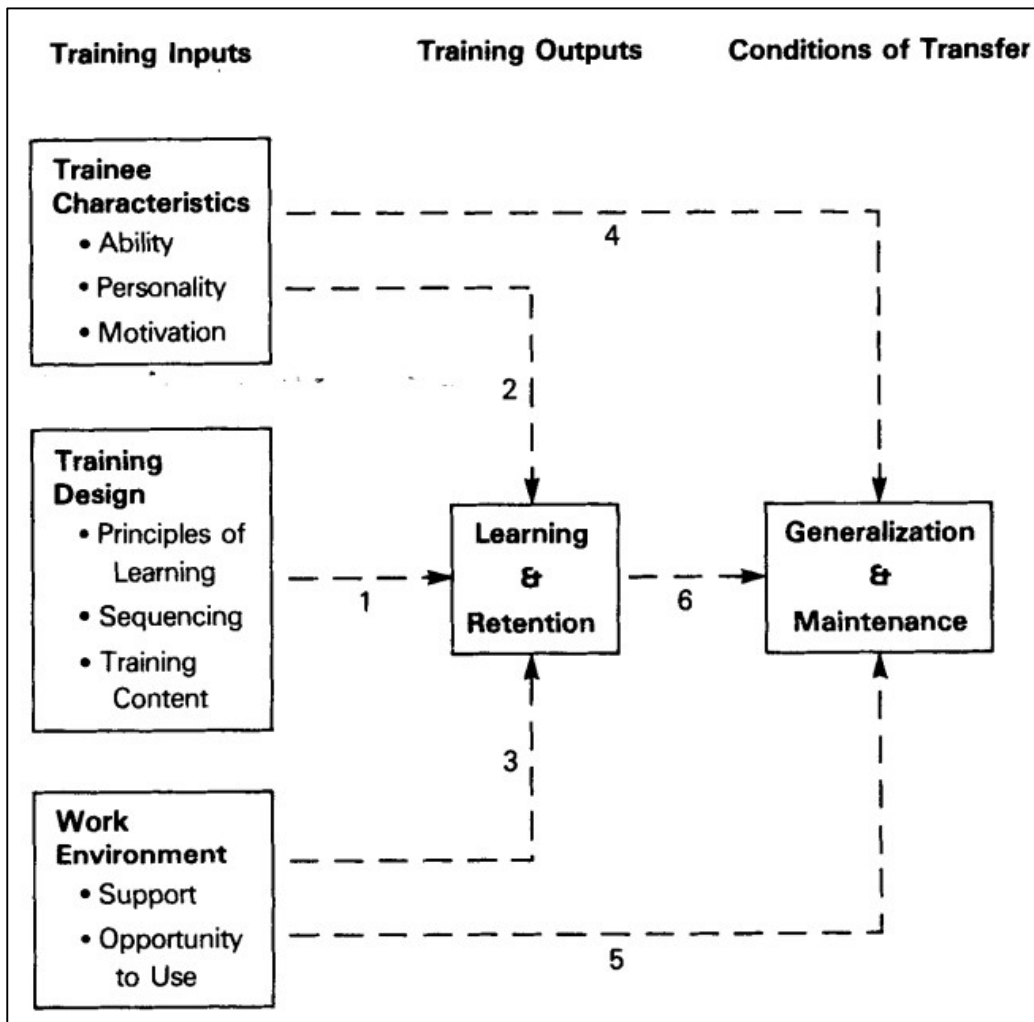 Training Inputs
Training Outputs
Conditions of Transfer
Trainee
Characteristics
• Ability
• Personality
• Motivation
4
2
Training
Design
• Principles of
Learning
• Sequencing
• Training
Content
1
Learning
&
Retention
6
Generalization
&
Maintenance
3
Work
Environment
• Support
• Opportunity
to Use
5